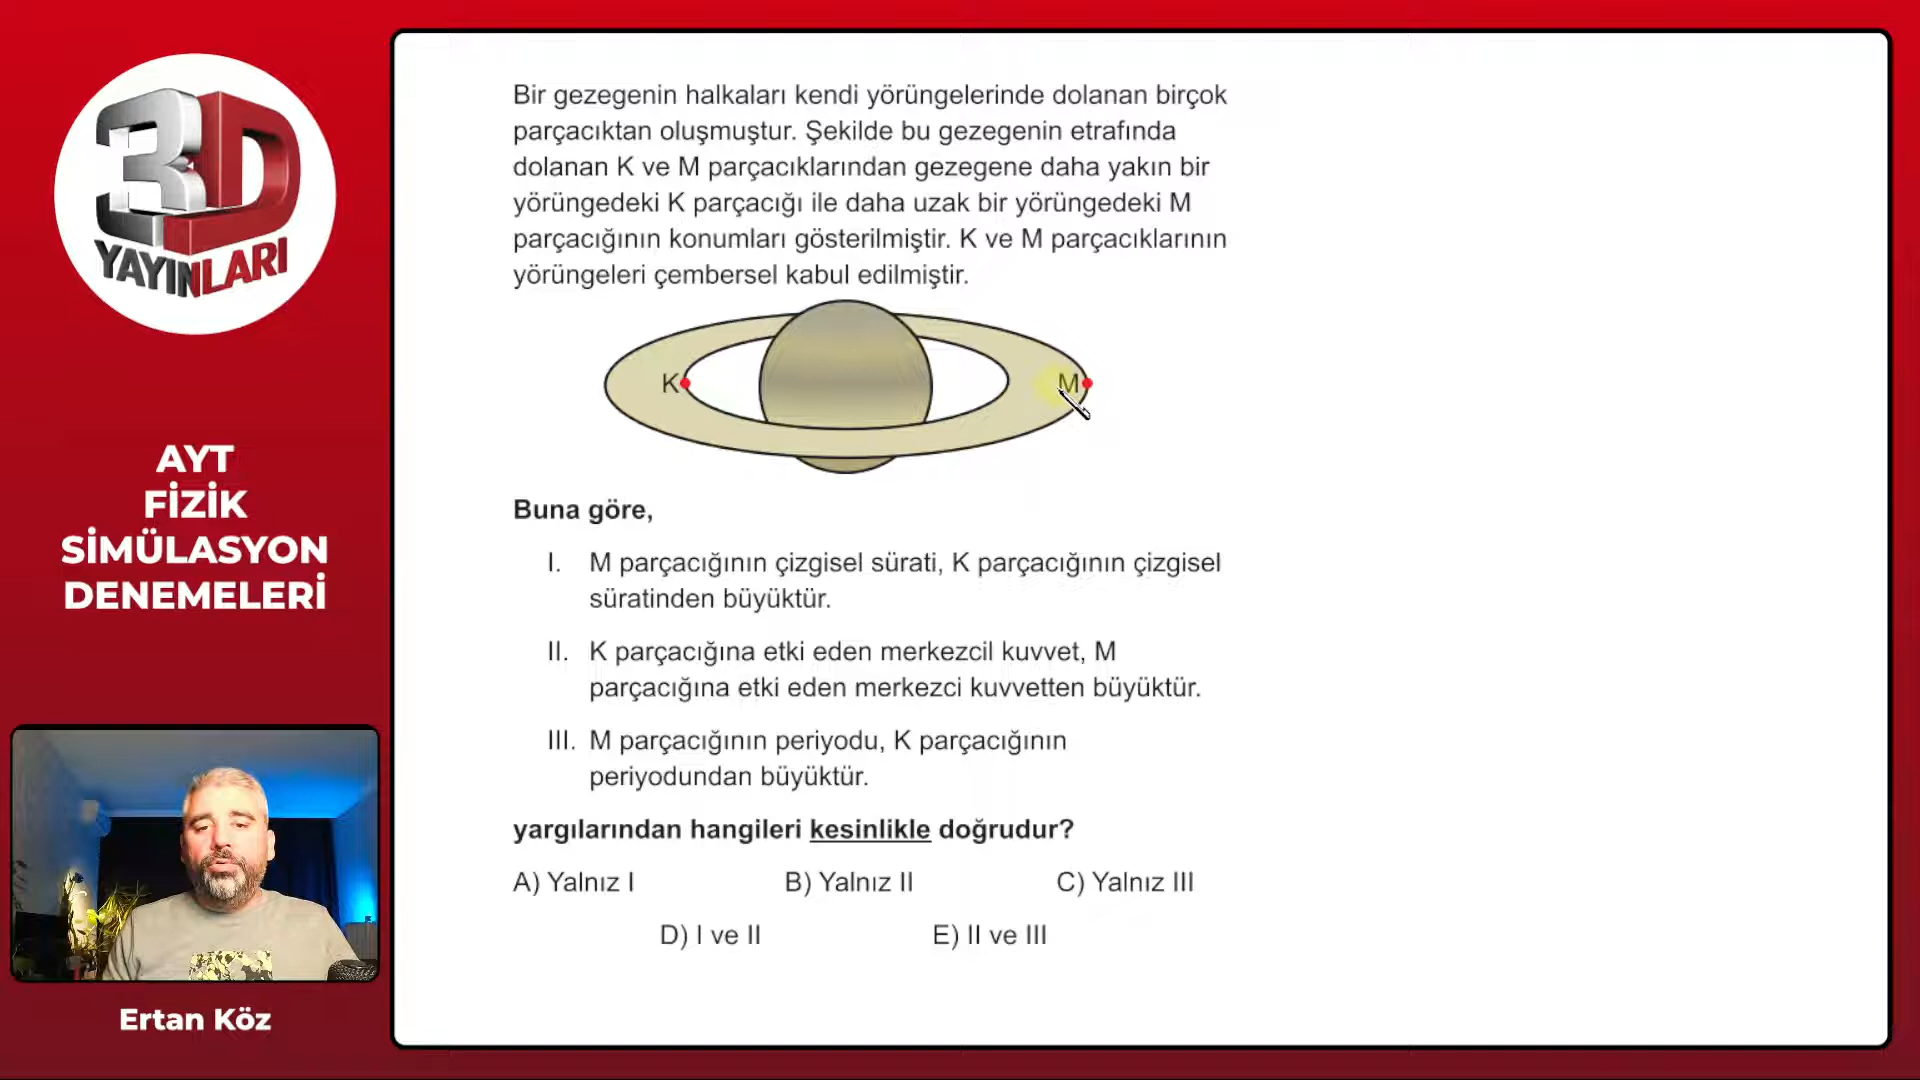 3D
YAYINLARI
AYT
FİZİK
SİMÜLASYON
DENEMELERİ
Ertan Köz
Bir gezegenin halkaları kendi yörüngelerinde dolanan birçok
parçacıktan oluşmuştur. Şekilde bu gezegenin etrafında
dolanan K ve M parçacıklarından gezegene daha yakın bir
yörüngedeki K parçacığı ile daha uzak bir yörüngedeki M
parçacığının konumları gösterilmiştir. K ve M parçacıklarının
yörüngeleri çembersel kabul edilmiştir.
K M
Buna göre,
I. M parçacığının çizgisel sürati, K parçacığının çizgisel
süratinden büyüktür.
II. K parçacığına etki eden merkezcil kuvvet, M
parçacığına etki eden merkezci kuvvetten büyüktür.
III. M parçacığının periyodu, K parçacığının
periyodundan büyüktür.
yargılarından hangileri kesinlikle doğrudur?
A) Yalnız I B) Yalnız II C) Yalnız III
D) I ve II E) II ve III